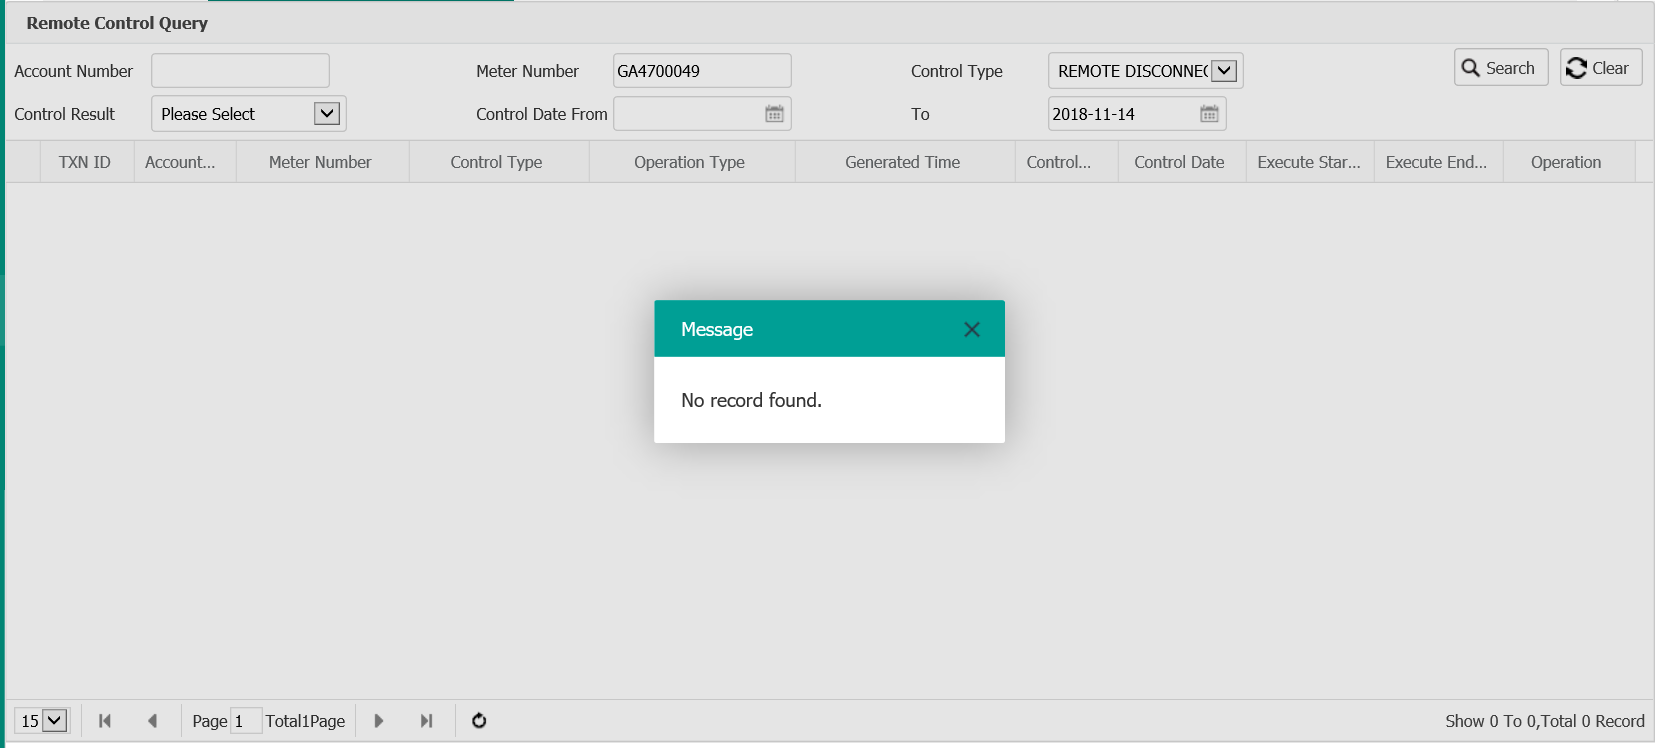 Remote Control Query
Account Number
Meter Number GA4700049
Control Type REMOTE DISCONNEC
Search
Clear
Control Result Please Select
Control Date From
To 2018-11-14
TXN ID Account... Meter Number Control Type Operation Type Generated Time Control... Control Date Execute Star... Execute End... Operation
Message
No record found.
15 Page 1 Total1Page Show 0 To 0,Total 0 Record